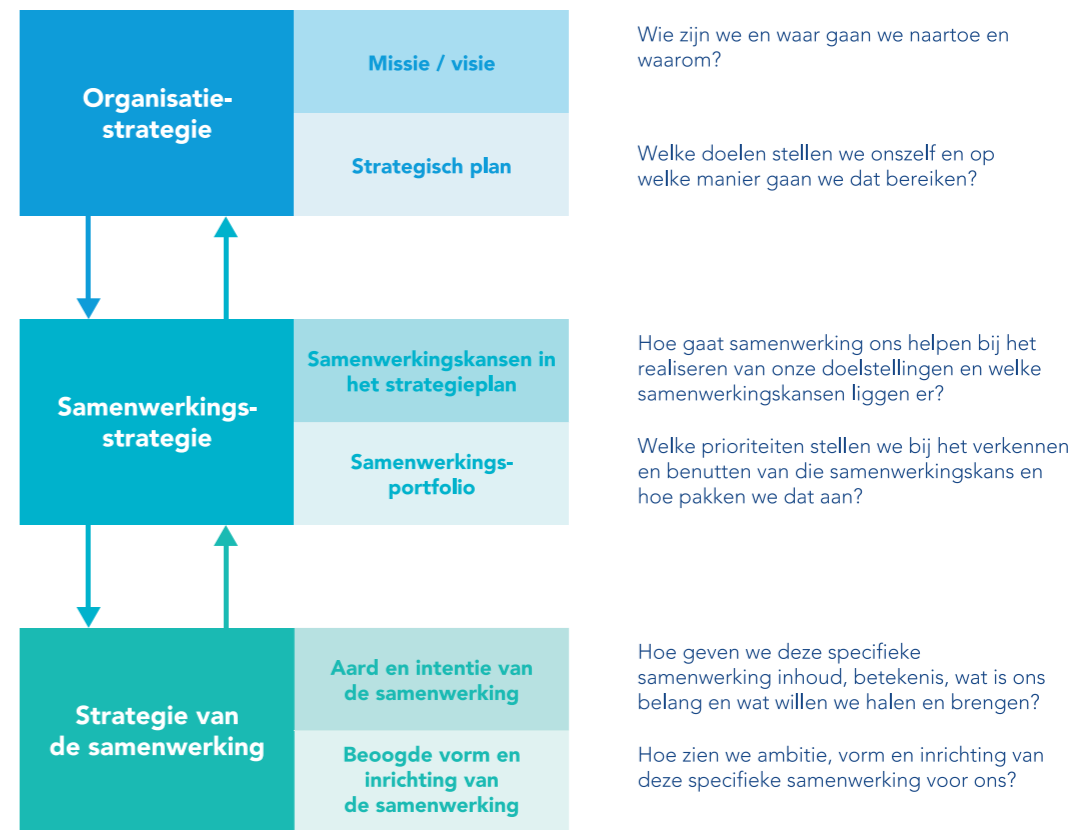 Organisatie-
strategie
Missie / visie
Wie zijn we en waar gaan we naartoe en
waarom?
Strategisch plan
Welke doelen stellen we onszelf en op
welke manier gaan we dat bereiken?
Samenwerkings-
strategie
Samenwerkingskansen in
het strategieplan
Hoe gaat samenwerking ons helpen bij het
realiseren van onze doelstellingen en welke
samenwerkingskansen liggen er?
Samenwerkings-
portfolio
Welke prioriteiten stellen we bij het verkennen
en benutten van die samenwerkingskans en
hoe pakken we dat aan?
Strategie van
de samenwerking
Aard en intentie van
de samenwerking
Hoe geven we deze specifieke
samenwerking inhoud, betekenis, wat is ons
belang en wat willen we halen en brengen?
Beoogde vorm en
inrichting van
de samenwerking
Hoe zien we ambitie, vorm en inrichting van
deze specifieke samenwerking voor ons?